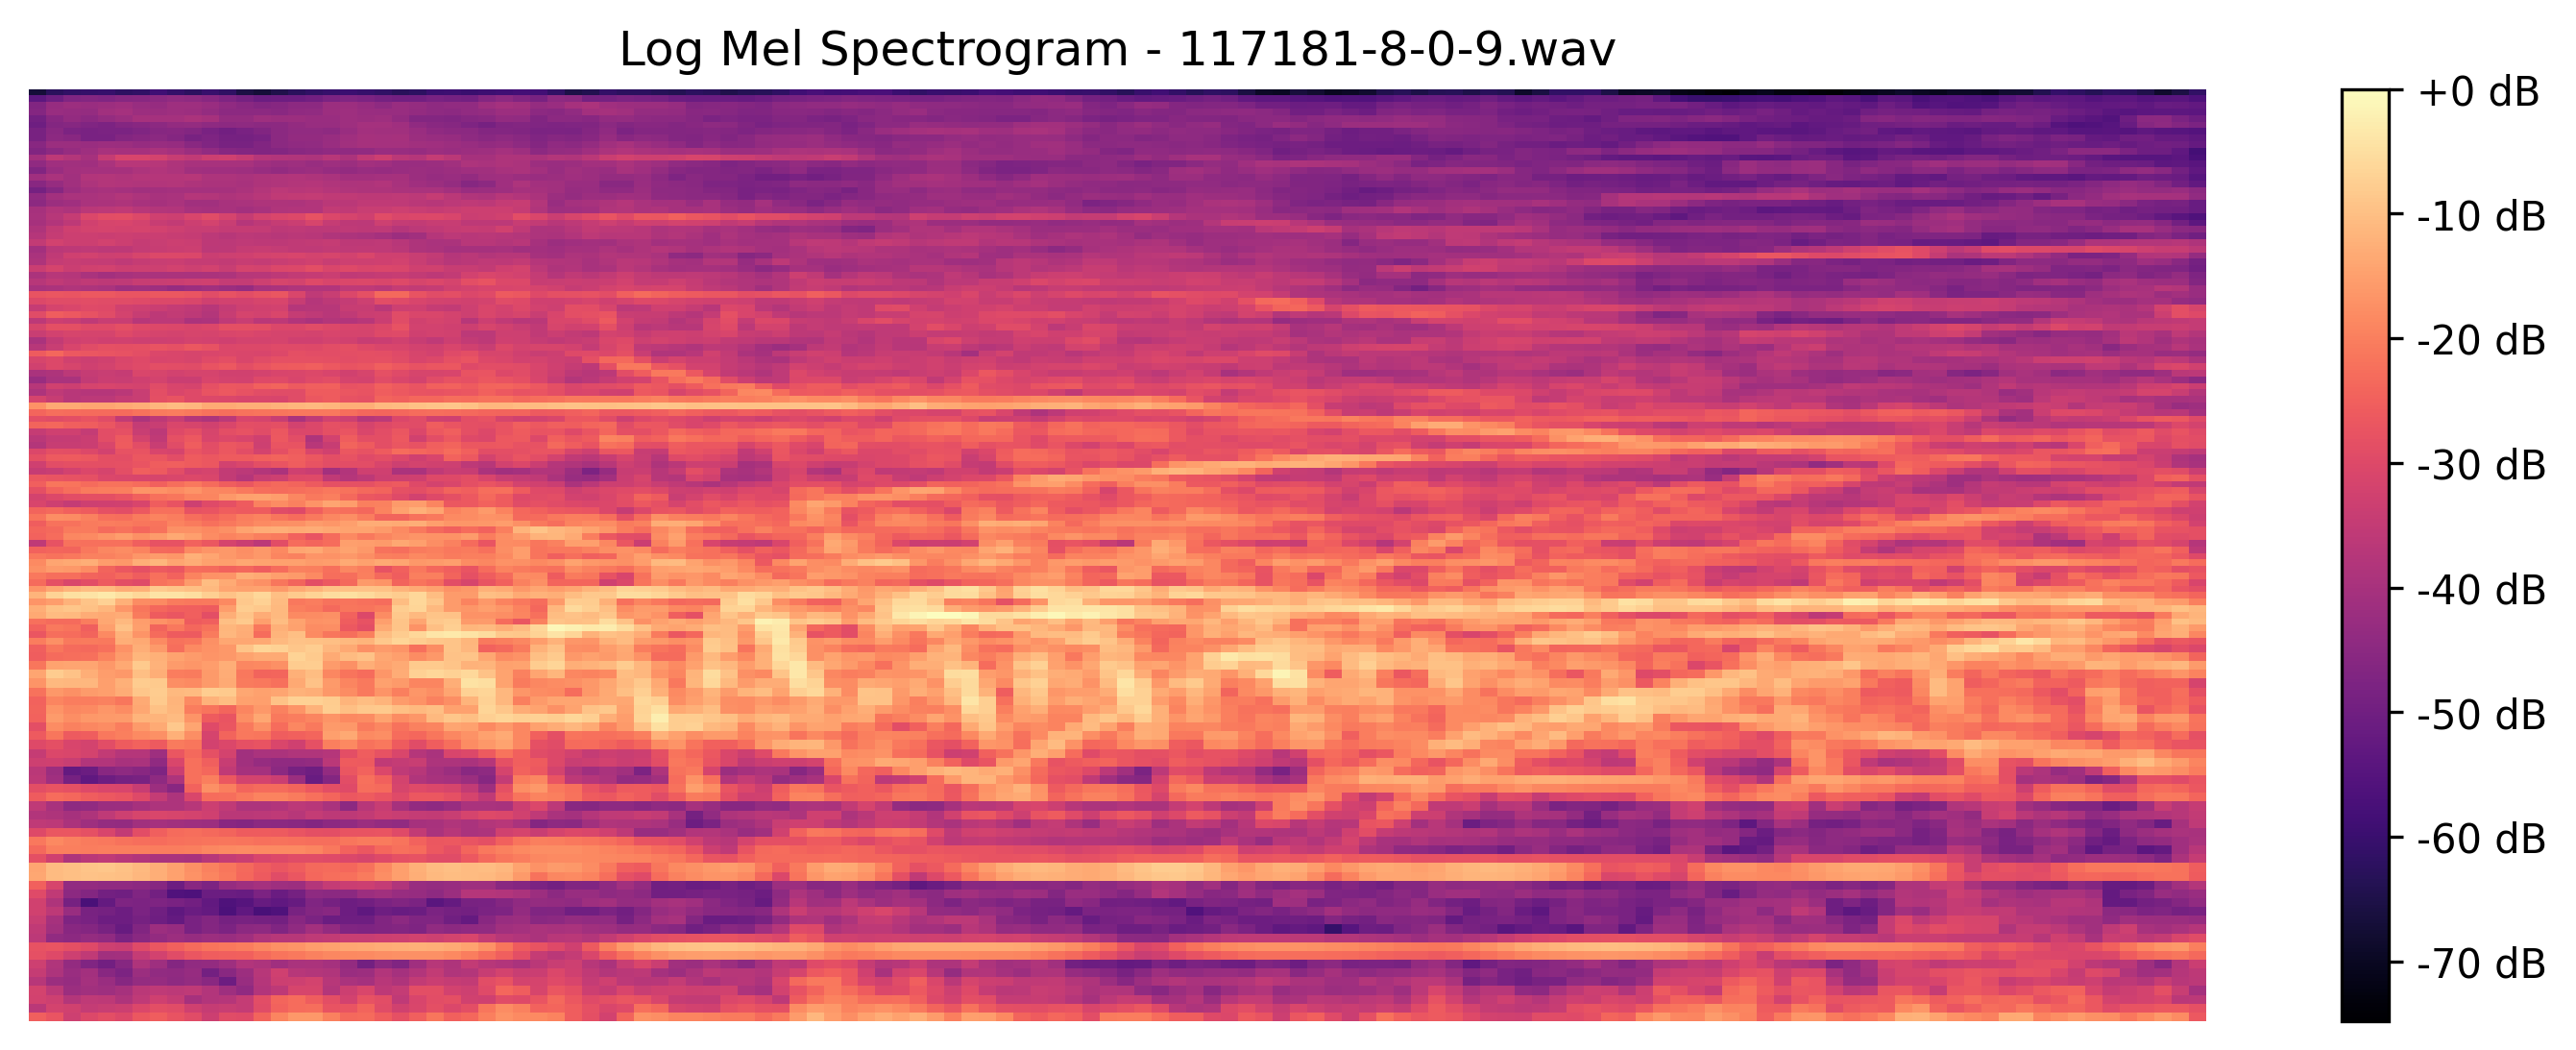 Log Mel Spectrogram - 117181-8-0-9.wav
+0 dB
-10 dB
-20 dB
-30 dB
-40 dB
-50 dB
-60 dB
-70 dB